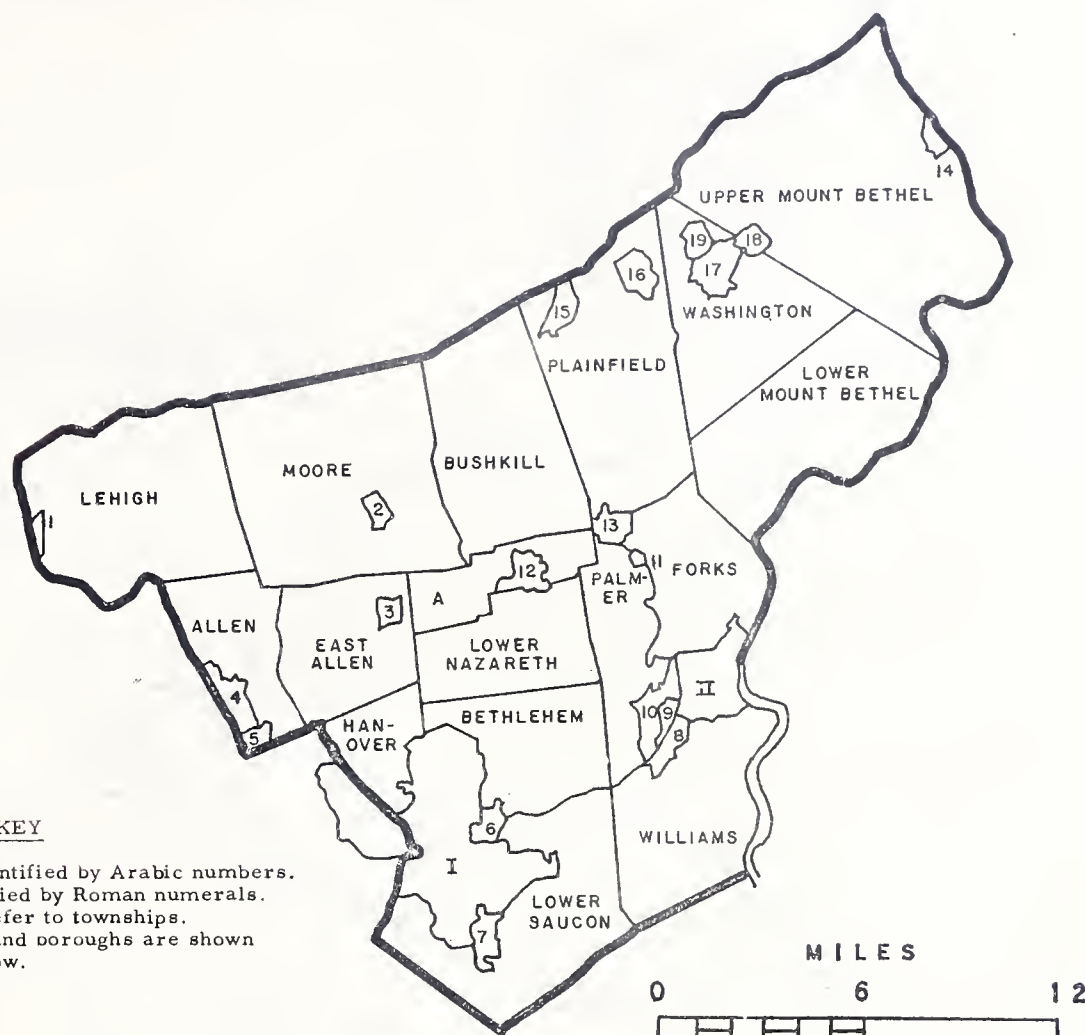 14
UPPER MOUNT BETHEL
19
18
17
16
15
WASHINGTON
PLAINFIELD
LOWER
MOUNT BETHEL
BUSHKILL
MOORE
LEHIGH
1
2
13
12
11
FORKS
PALM-
ER
A
3
ALLEN
EAST
ALLEN
LOWER
NAZARETH
4
II
10
9
8
BETHLEHEM
HAN-
OVER
5
6
WILLIAMS
I
LOWER
SAUCON
7
KEY
ntified by Arabic numbers.
ied by Roman numerals.
efer to townships.
and boroughs are shown
ow.
MILES
0 6 12